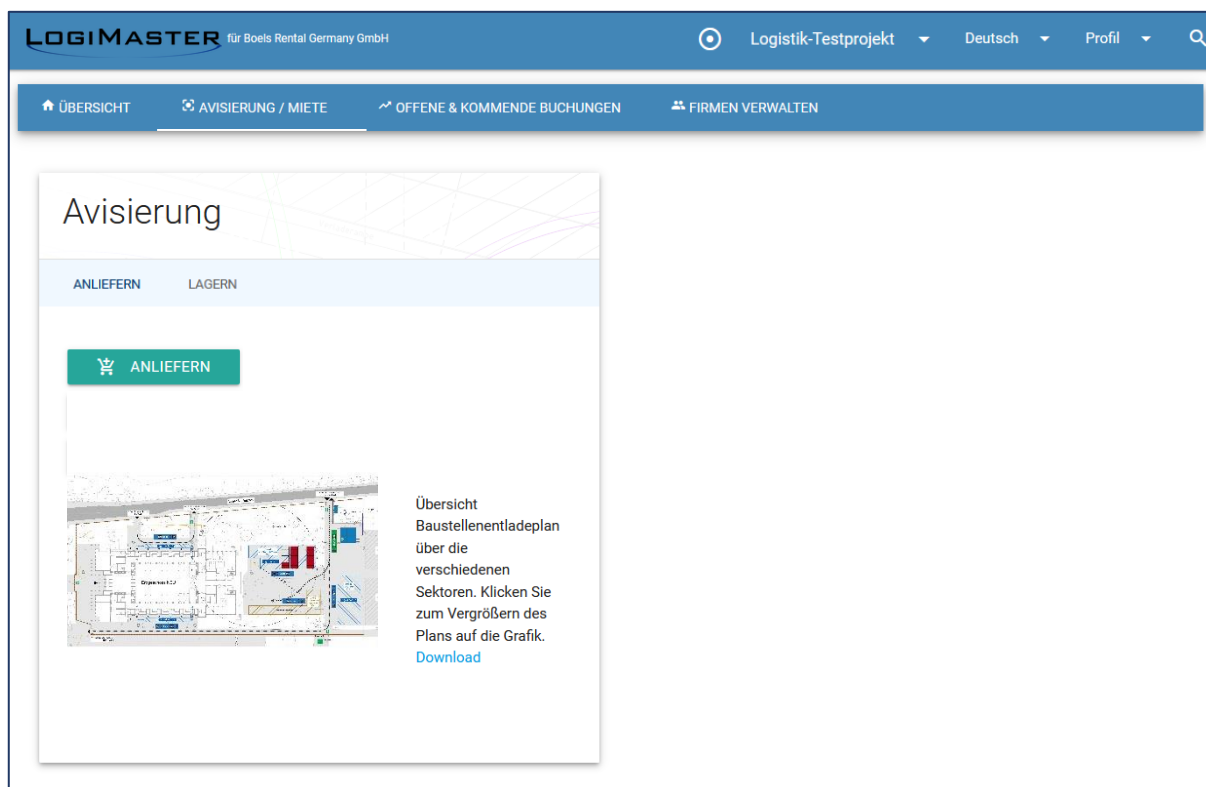 LOGIMASTER für Boels Rental Germany GmbH
Logistik-Testprojekt Deutsch Profil
ÜBERSICHT AVISIERUNG / MIETE OFFENE & KOMMENDE BUCHUNGEN FIRMEN VERWALTEN
Avisierung
ANLIEFERN LAGERN
ANLIEFERN
Übersicht
Baustellenentladeplan
über die
verschiedenen
Sektoren. Klicken Sie
zum Vergrößern des
Plans auf die Grafik.
Download